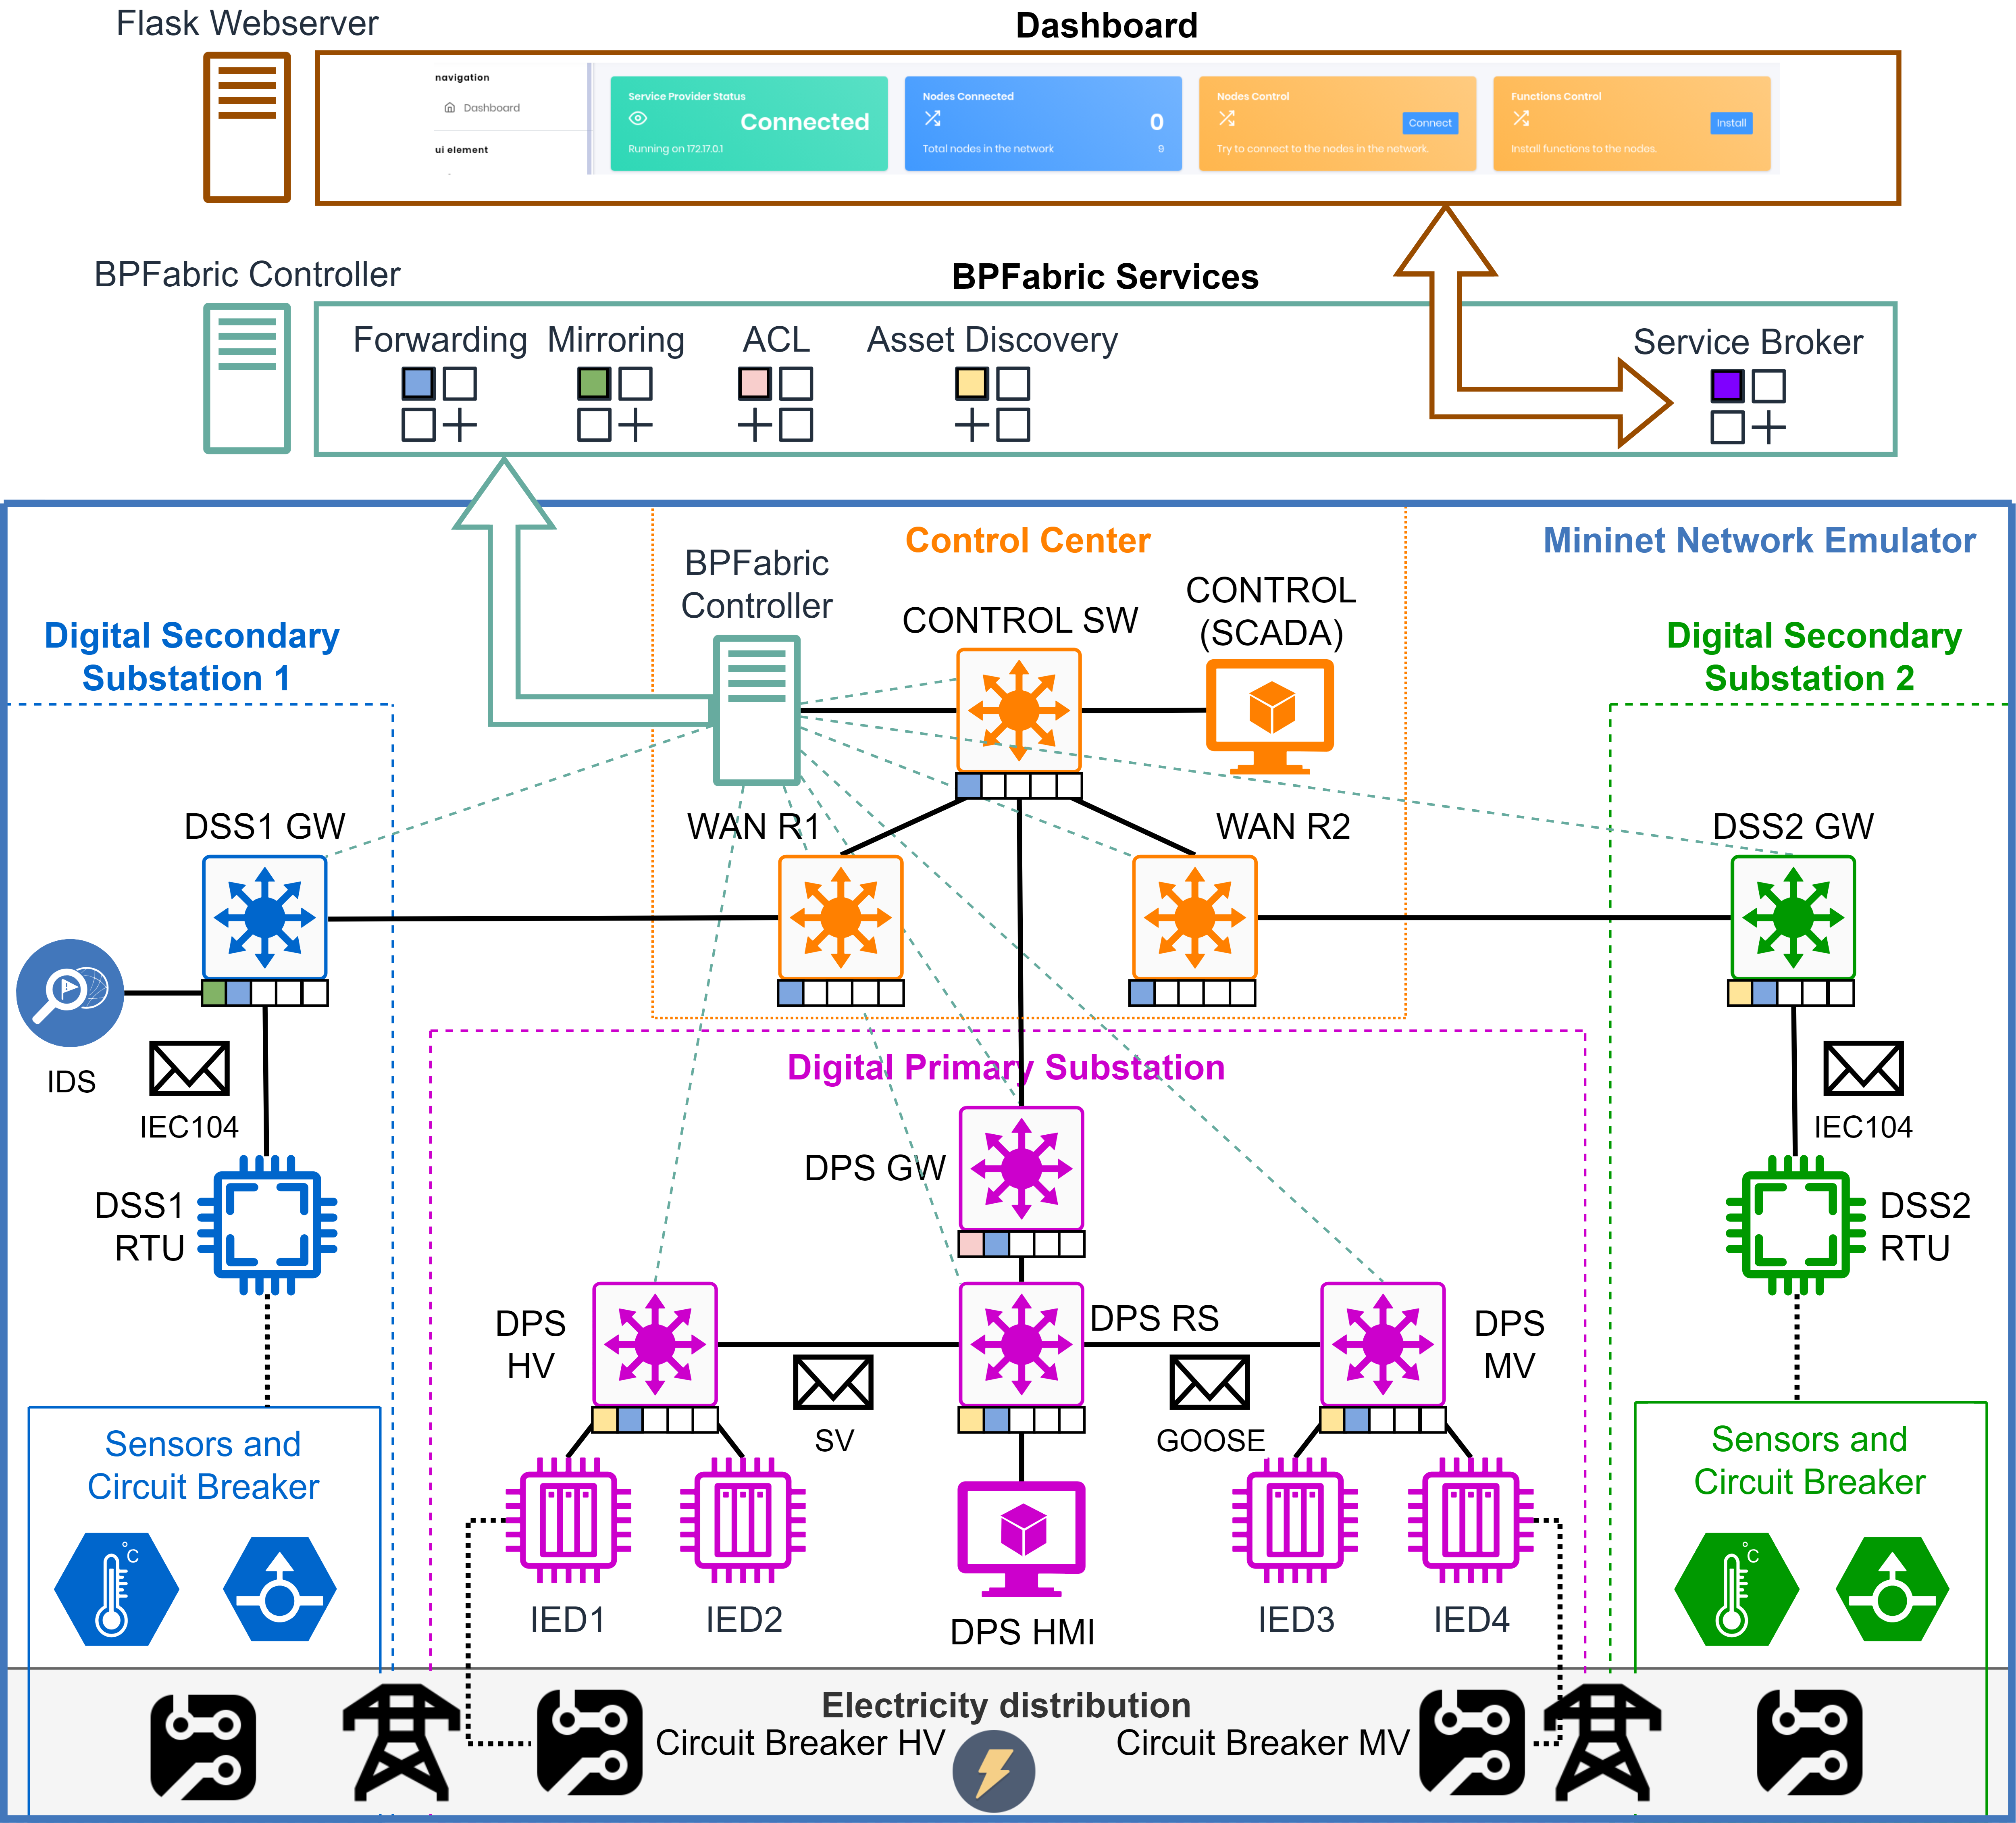 Flask Webserver
Dashboard
navigation
Dashboard
ui element
Service Provider Status
Connected
Running on 172.17.0.1
Nodes Connected
0
Total nodes in the network
9
Nodes Control
Connect
Try to connect to the nodes in the network.
Functions Control
Install
Install functions to the nodes.
BPFabric Controller
BPFabric Services
Forwarding
Mirroring
ACL
Asset Discovery
Service Broker
Control Center
Mininet Network Emulator
BPFabric
Controller
CONTROL SW
CONTROL
(SCADA)
Digital Secondary
Substation 1
Digital Secondary
Substation 2
DSS1 GW
WAN R1
WAN R2
DSS2 GW
IDS
IEC104
IEC104
Digital Primary Substation
DPS GW
DSS1
RTU
DSS2
RTU
DPS
HV
DPS RS
DPS
MV
SV
GOOSE
Sensors and
Circuit Breaker
Sensors and
Circuit Breaker
°C
°C
IED1
IED2
DPS HMI
IED3
IED4
Electricity distribution
Circuit Breaker HV
Circuit Breaker MV